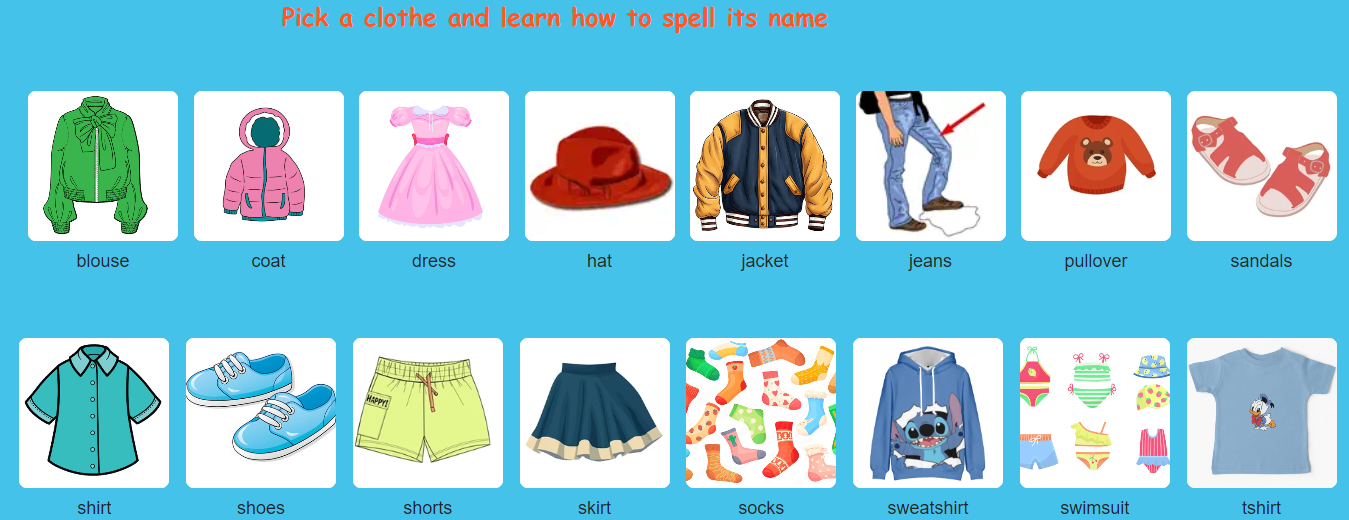 Pick a clothe and learn how to spell its name
blouse coat dress hat jacket jeans pullover sandals
HAPPY!
shirt shoes shorts skirt socks sweatshirt swimsuit tshirt